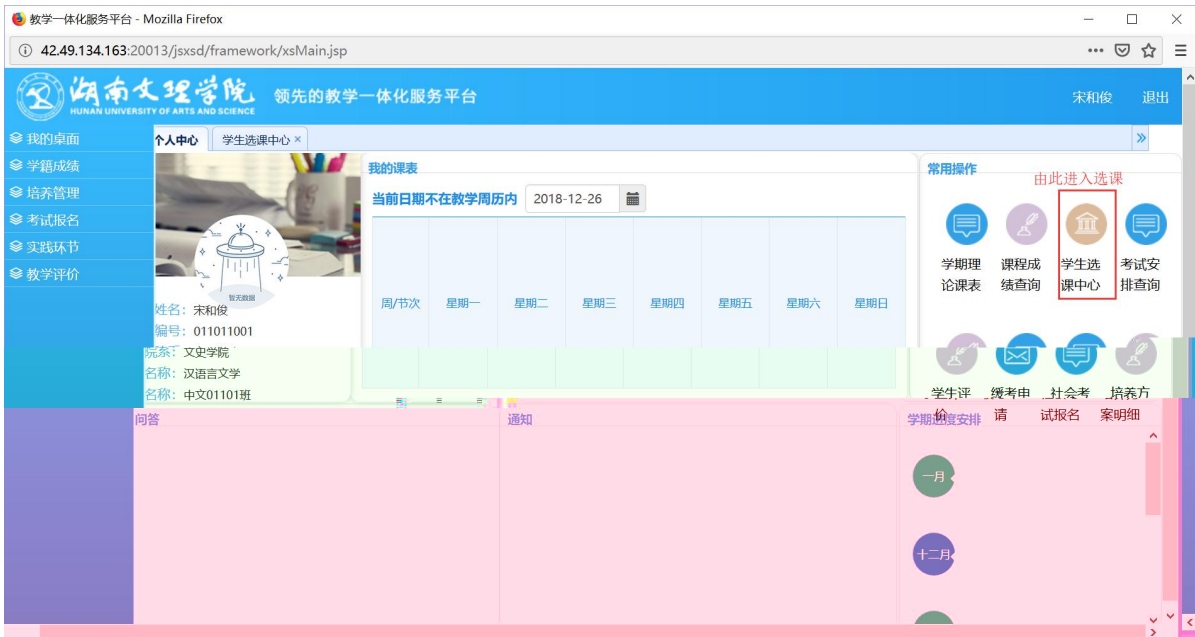 教学一体化服务平台 - Mozilla Firefox
42.49.134.163:20013/jsxsd/framework/xsMain.jsp
湖南文理学院
HUNAN UNIVERSITY OF ARTS AND SCIENCE
领先的教学一体化服务平台
宋和俊 退出
我的桌面
学籍成绩
培养管理
考试报名
实践环节
教学评价
个人中心 学生选课中心 ×
暂无数据
姓名: 宋和俊
编号: 011011001
院系: 文史学院
名称: 汉语言文学
名称: 中文01101班
我的课表
当前日期不在教学周历内 2018-12-26
周/节次 星期一 星期二 星期三 星期四 星期五 星期六 星期日
常用操作
由此进入选课
学期理论课表
课程成绩查询
学生选课中心
考试安排查询
学生评价
缓考申请
社会考试报名
培养方案明细
问答
通知
学期进度安排
一月
十二月